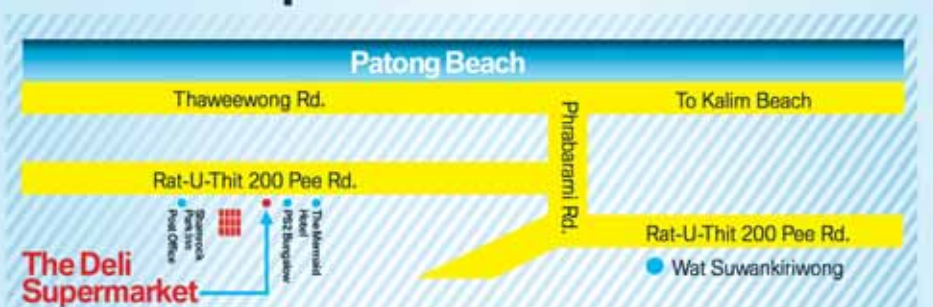 Patong Beach
Thaweewong Rd.
To Kalim Beach
Phrabarami Rd.
Rat-U-Thit 200 Pee Rd.
Shamrock
Park Inn
Post Office
The Mermaid
Hotel
PS2 Bungalow
Rat-U-Thit 200 Pee Rd.
Wat Suwankiriwong
The Deli
Supermarket